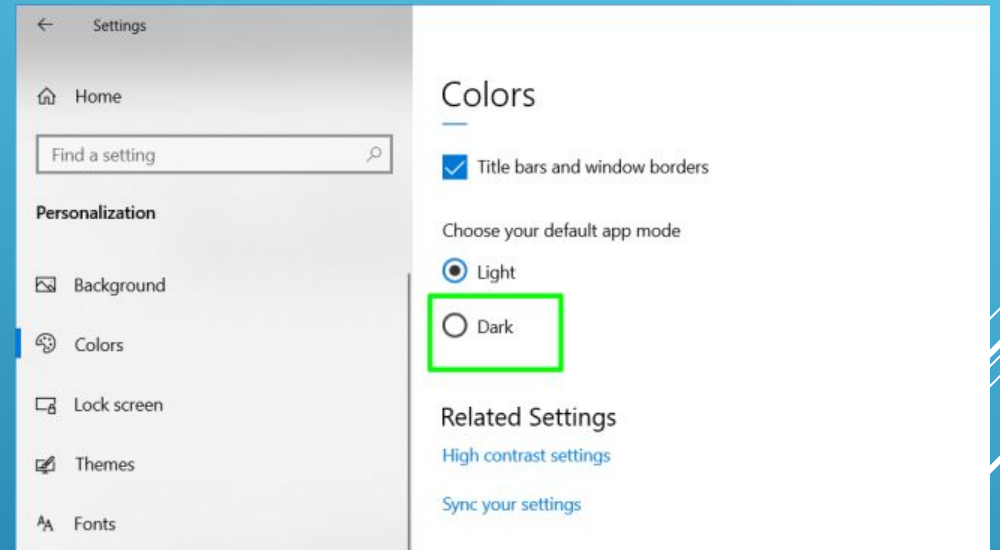 Settings
Home
Find a setting
Personalization
Background
Colors
Lock screen
Themes
Fonts
Colors
Title bars and window borders
Choose your default app mode
Light
Dark
Related Settings
High contrast settings
Sync your settings